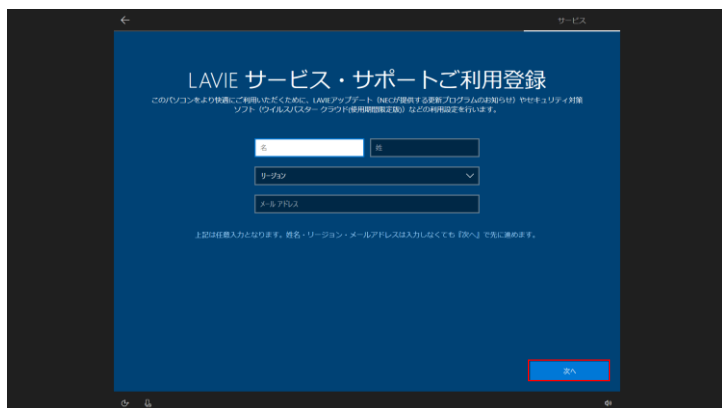 サービス
LAVIE サービス・サポートご利用登録
このパソコンをより快適にご利用いただくために、LAVIEアップデート（NECが提供する更新プログラムのお知らせ）やセキュリティ対策
ソフト（ウイルスバスター クラウド(使用期間限定版)）などの利用設定を行います。
名
姓
リージョン
メール アドレス
上記は任意入力となります。姓名・リージョン・メールアドレスは入力しなくても『次へ』で先に進めます。
次へ